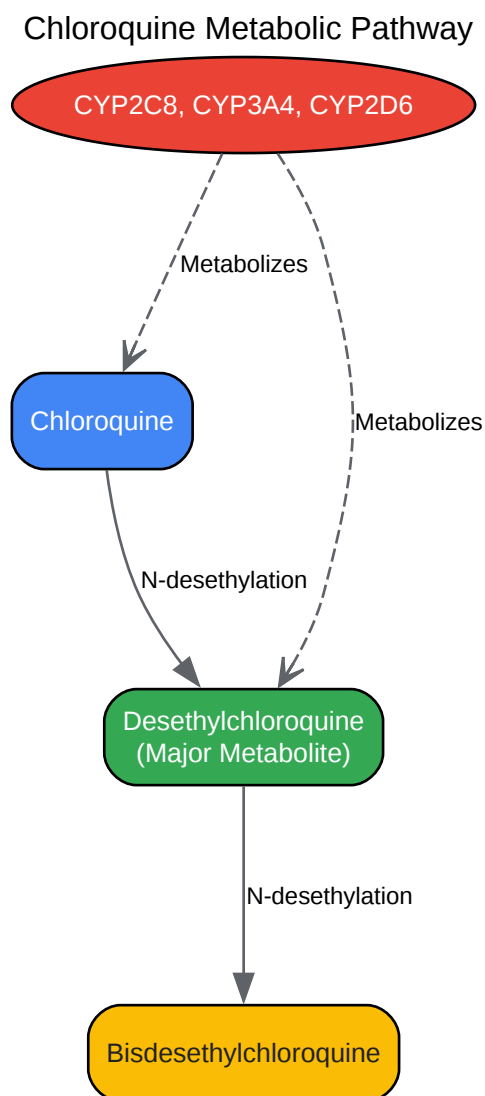 Chloroquine Metabolic Pathway
CYP2C8, CYP3A4, CYP2D6
Metabolizes
Chloroquine
Metabolizes
N-desethylation
Desethylchloroquine
(Major Metabolite)
N-desethylation
Bisdesethylchloroquine